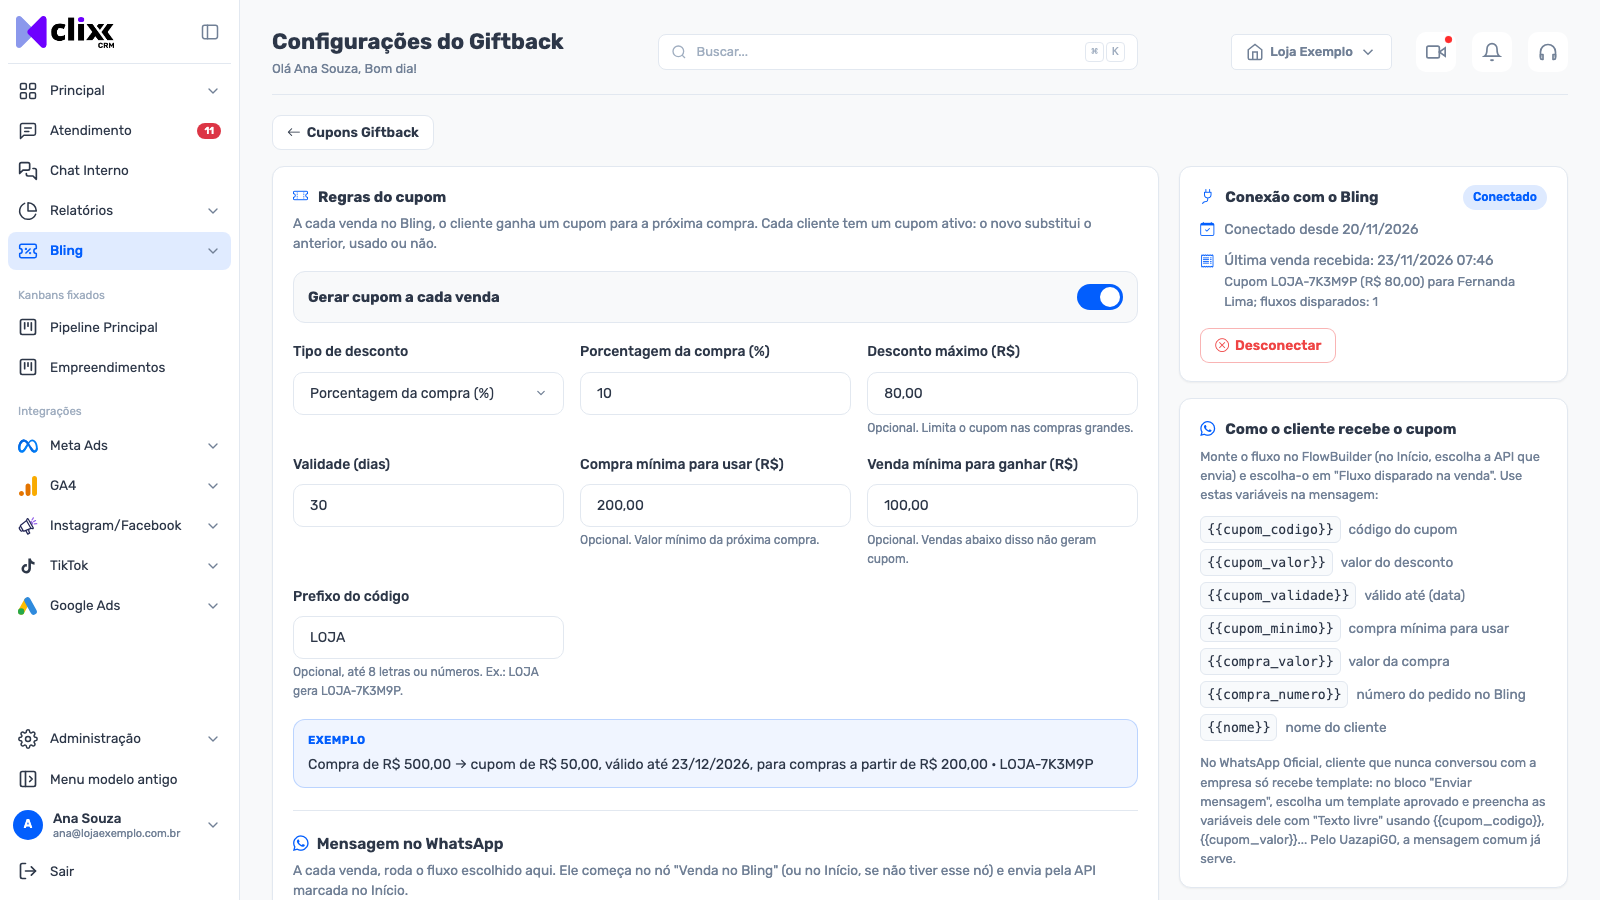 clixx
CRM
Principal
Atendimento
11
Chat Interno
Relatórios
Bling
Kanbans fixados
Pipeline Principal
Empreendimentos
Integrações
Meta Ads
GA4
Instagram/Facebook
TikTok
Google Ads
Administração
Menu modelo antigo
A
Ana Souza
ana@lojaexemplo.com.br
Sair
Configurações do Giftback
Olá Ana Souza, Bom dia!
Buscar...
⌘ K
Loja Exemplo
← Cupons Giftback
Regras do cupom
A cada venda no Bling, o cliente ganha um cupom para a próxima compra. Cada cliente tem um cupom ativo: o novo substitui o
anterior, usado ou não.
Gerar cupom a cada venda
Tipo de desconto
Porcentagem da compra (%)
Porcentagem da compra (%)
10
Desconto máximo (R$)
80,00
Opcional. Limita o cupom nas compras grandes.
Validade (dias)
30
Compra mínima para usar (R$)
200,00
Opcional. Valor mínimo da próxima compra.
Venda mínima para ganhar (R$)
100,00
Opcional. Vendas abaixo disso não geram
cupom.
Prefixo do código
LOJA
Opcional, até 8 letras ou números. Ex.: LOJA
gera LOJA-7K3M9P.
EXEMPLO
Compra de R$ 500,00 → cupom de R$ 50,00, válido até 23/12/2026, para compras a partir de R$ 200,00 • LOJA-7K3M9P
Mensagem no WhatsApp
A cada venda, roda o fluxo escolhido aqui. Ele começa no nó "Venda no Bling" (ou no Início, se não tiver esse nó) e envia pela API
marcada no Início.
Conexão com o Bling
Conectado
Conectado desde 20/11/2026
Última venda recebida: 23/11/2026 07:46
Cupom LOJA-7K3M9P (R$ 80,00) para Fernanda
Lima; fluxos disparados: 1
Desconectar
Como o cliente recebe o cupom
Monte o fluxo no FlowBuilder (no Início, escolha a API que
envia) e escolha-o em "Fluxo disparado na venda". Use
estas variáveis na mensagem:
{{cupom_codigo}} código do cupom
{{cupom_valor}} valor do desconto
{{cupom_validade}} válido até (data)
{{cupom_minimo}} compra mínima para usar
{{compra_valor}} valor da compra
{{compra_numero}} número do pedido no Bling
{{nome}} nome do cliente
No WhatsApp Oficial, cliente que nunca conversou com a
empresa só recebe template: no bloco "Enviar
mensagem", escolha um template aprovado e preencha as
variáveis dele com "Texto livre" usando {{cupom_codigo}},
{{cupom_valor}}... Pelo UazapiGO, a mensagem comum já
serve.